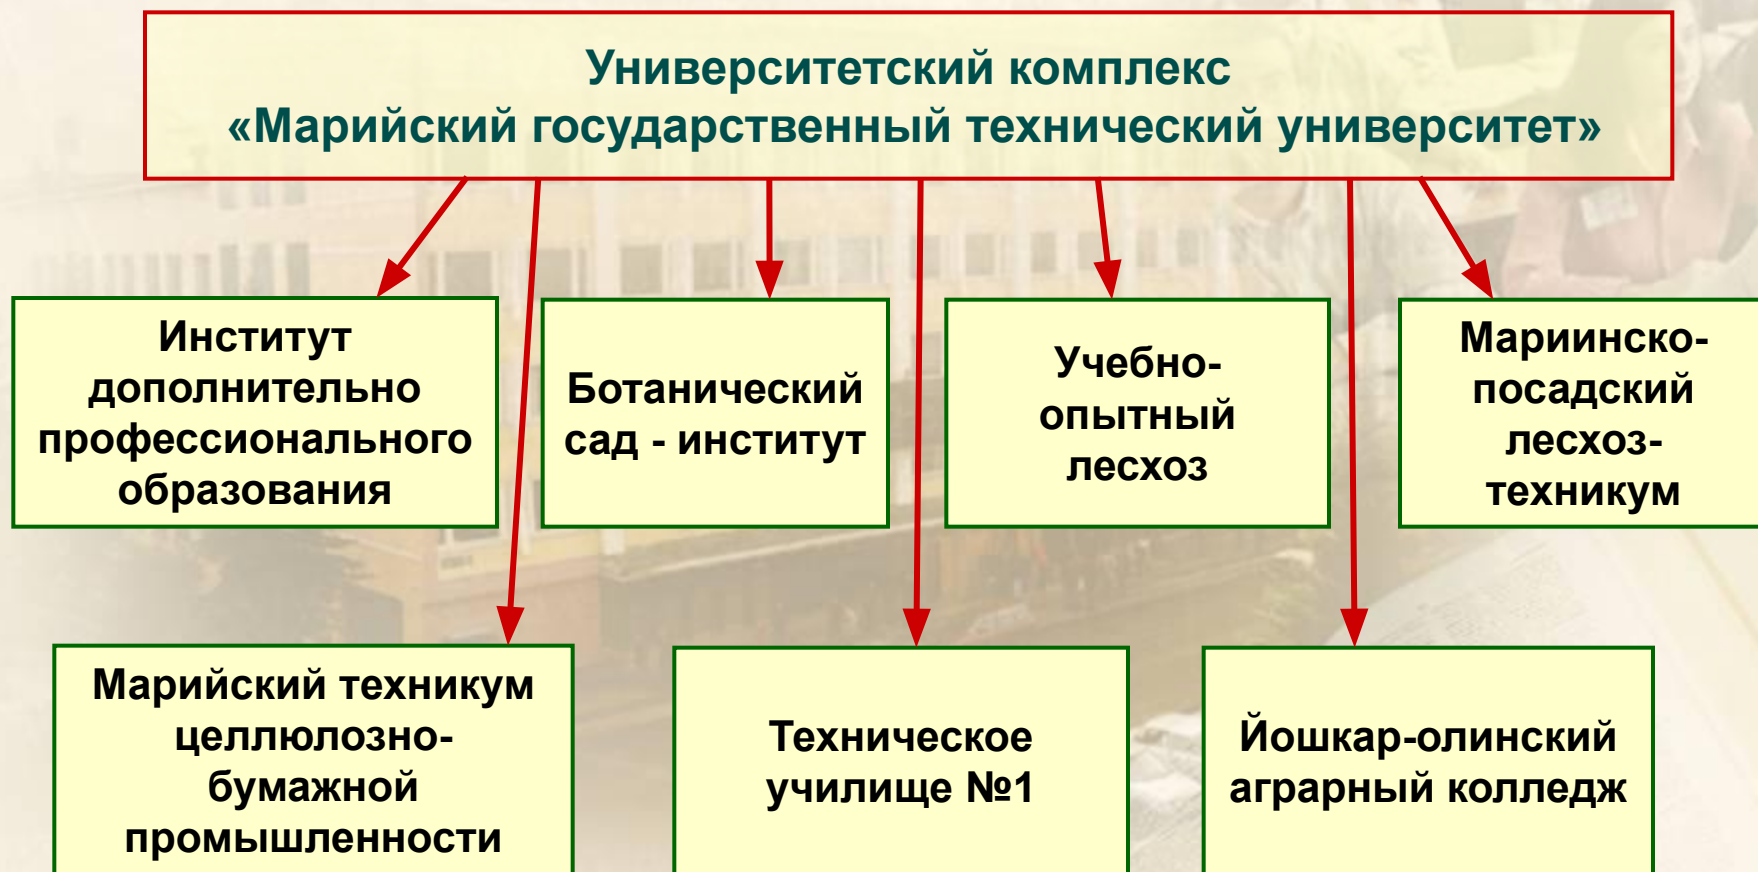 Университетский комплекс
«Марийский государственный технический университет»
Институт
дополнительно
профессионального
образования
Ботанический
сад - институт
Учебно-
опытный
лесхоз
Мариинско-
посадский
лесхоз-
техникум
Марийский техникум
целлюлозно-
бумажной
промышленности
Техническое
училище №1
Йошкар-олинский
аграрный колледж